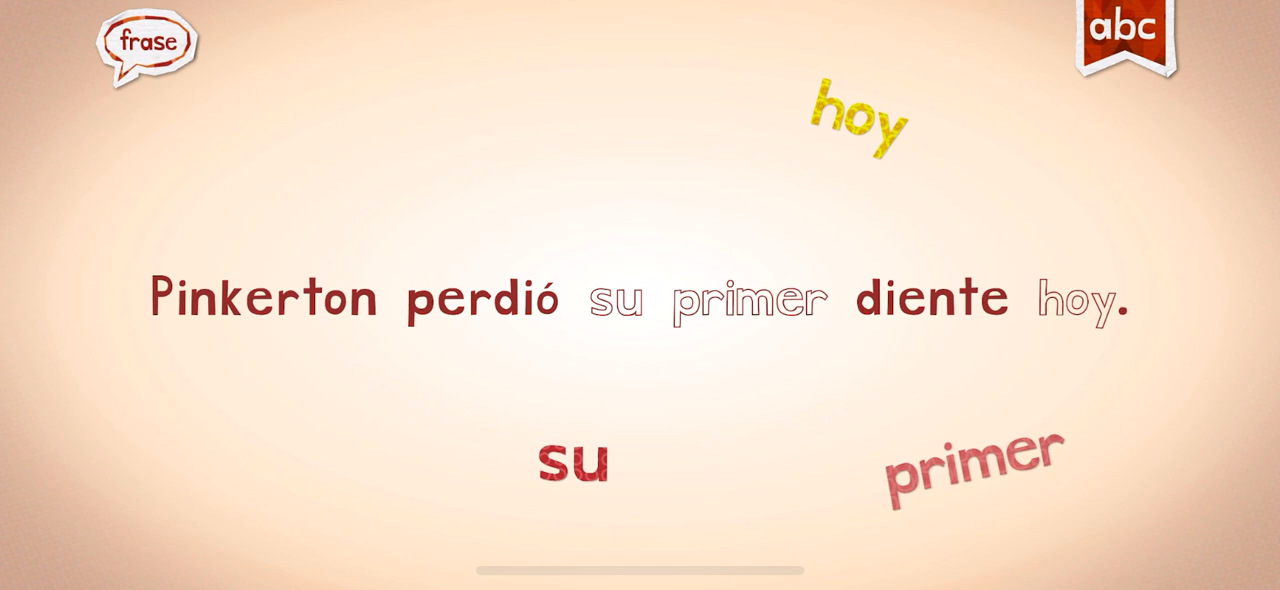 frase
abc
hoy
Pinkerton perdió su primer diente hoy.
su
primer